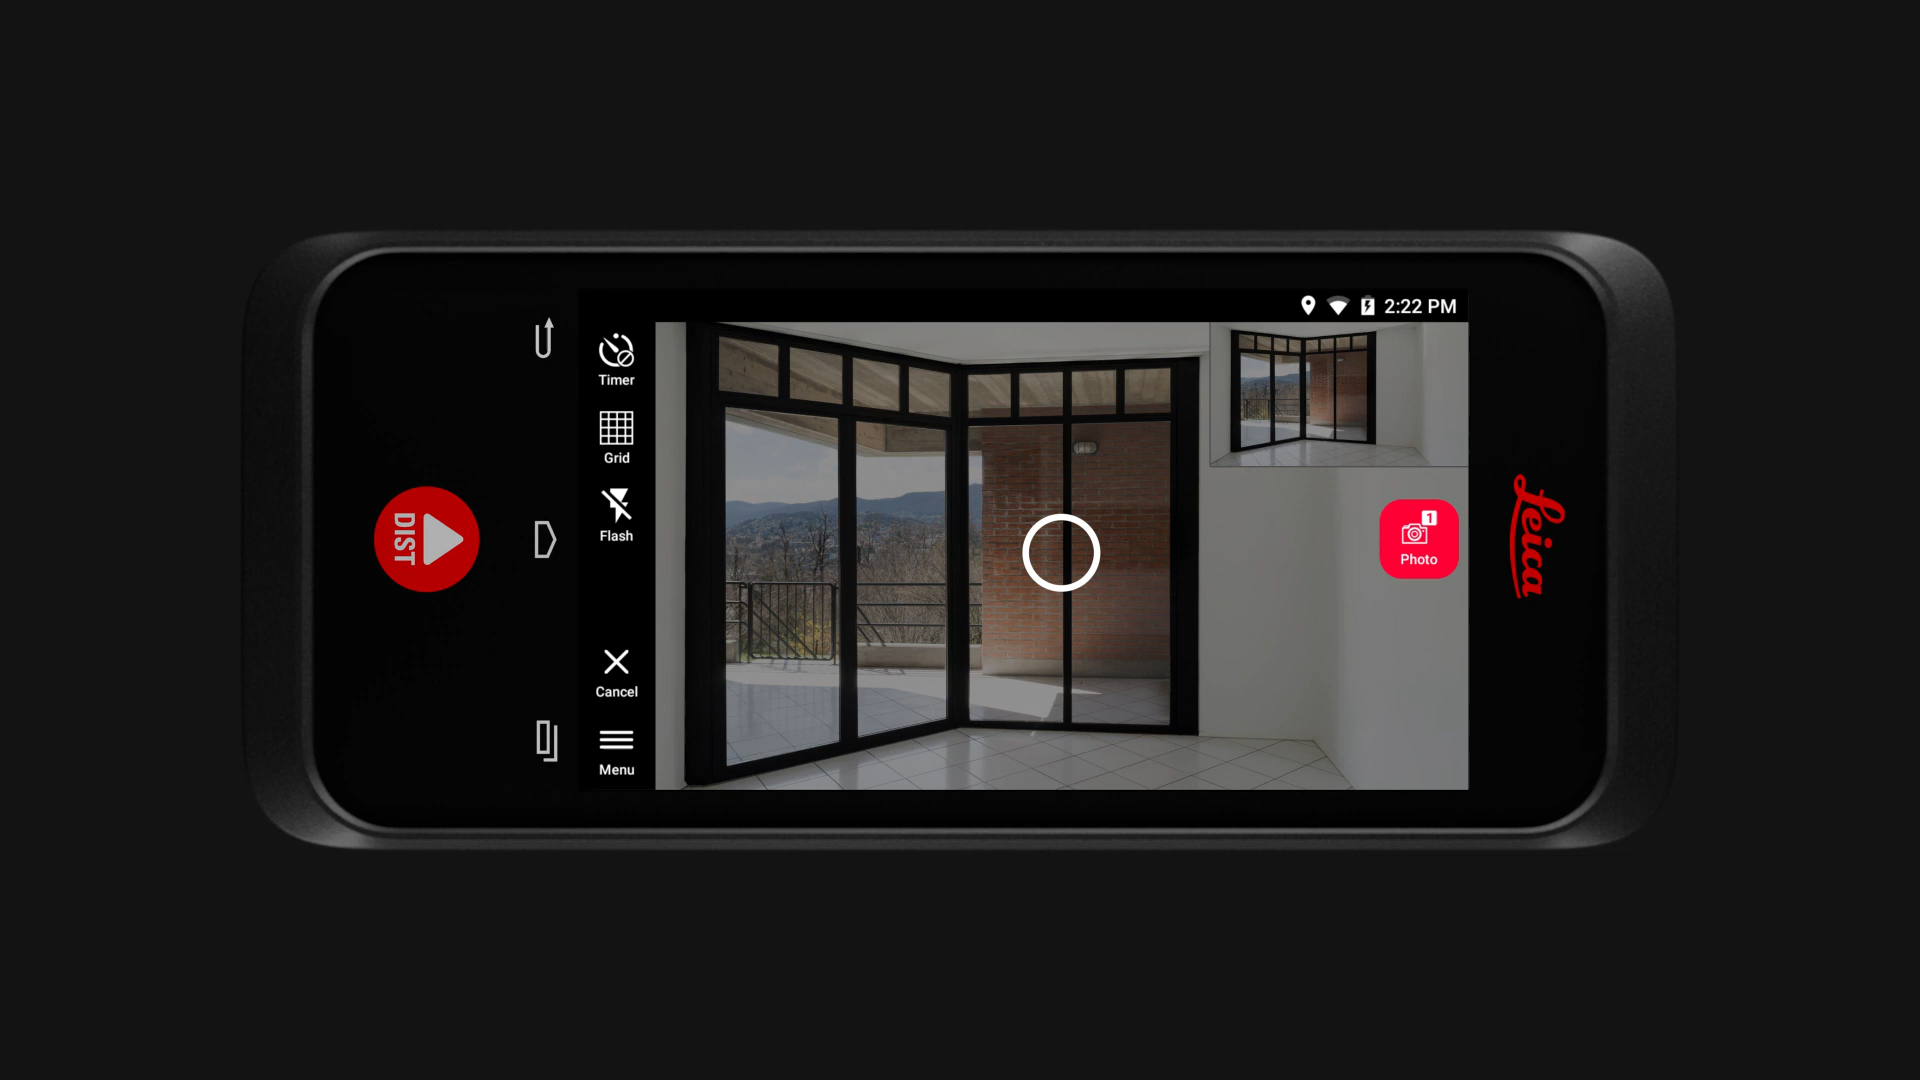 2:22 PM
Timer
Grid
Flash
Cancel
Menu
1
Photo
DIST
Leica